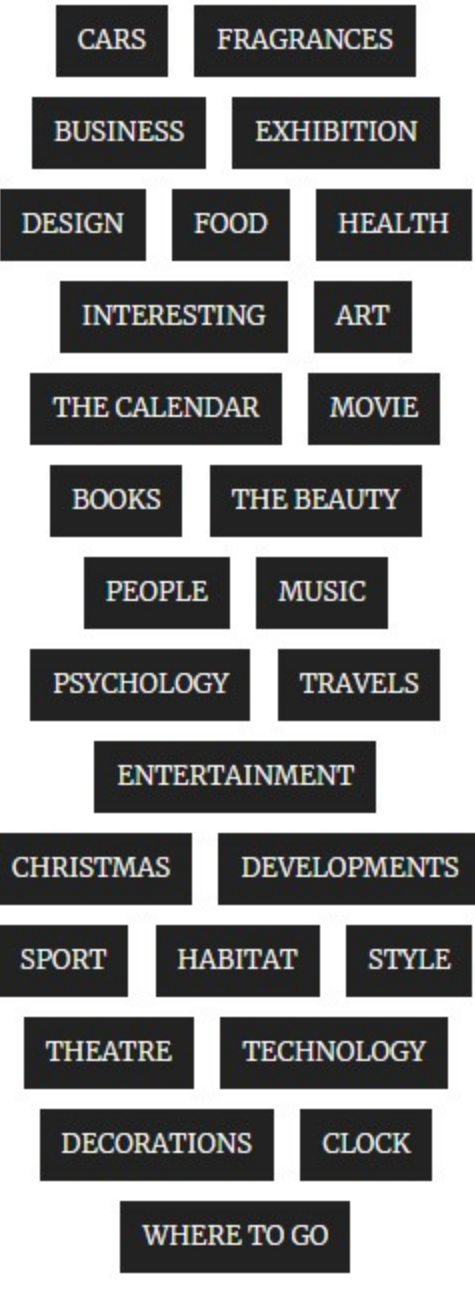 CARS FRAGRANCES
BUSINESS EXHIBITION
DESIGN FOOD HEALTH
INTERESTING ART
THE CALENDAR MOVIE
BOOKS THE BEAUTY
PEOPLE MUSIC
PSYCHOLOGY TRAVELS
ENTERTAINMENT
CHRISTMAS DEVELOPMENTS
SPORT HABITAT STYLE
THEATRE TECHNOLOGY
DECORATIONS CLOCK
WHERE TO GO